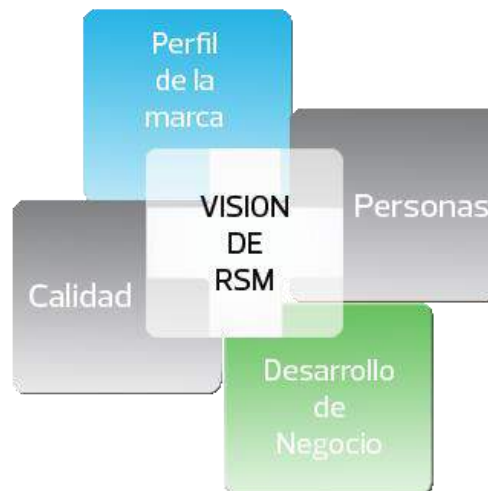 Perfil
de la
marca
Personas
VISION
DE
RSM
Calidad
Desarrollo
de
Negocio